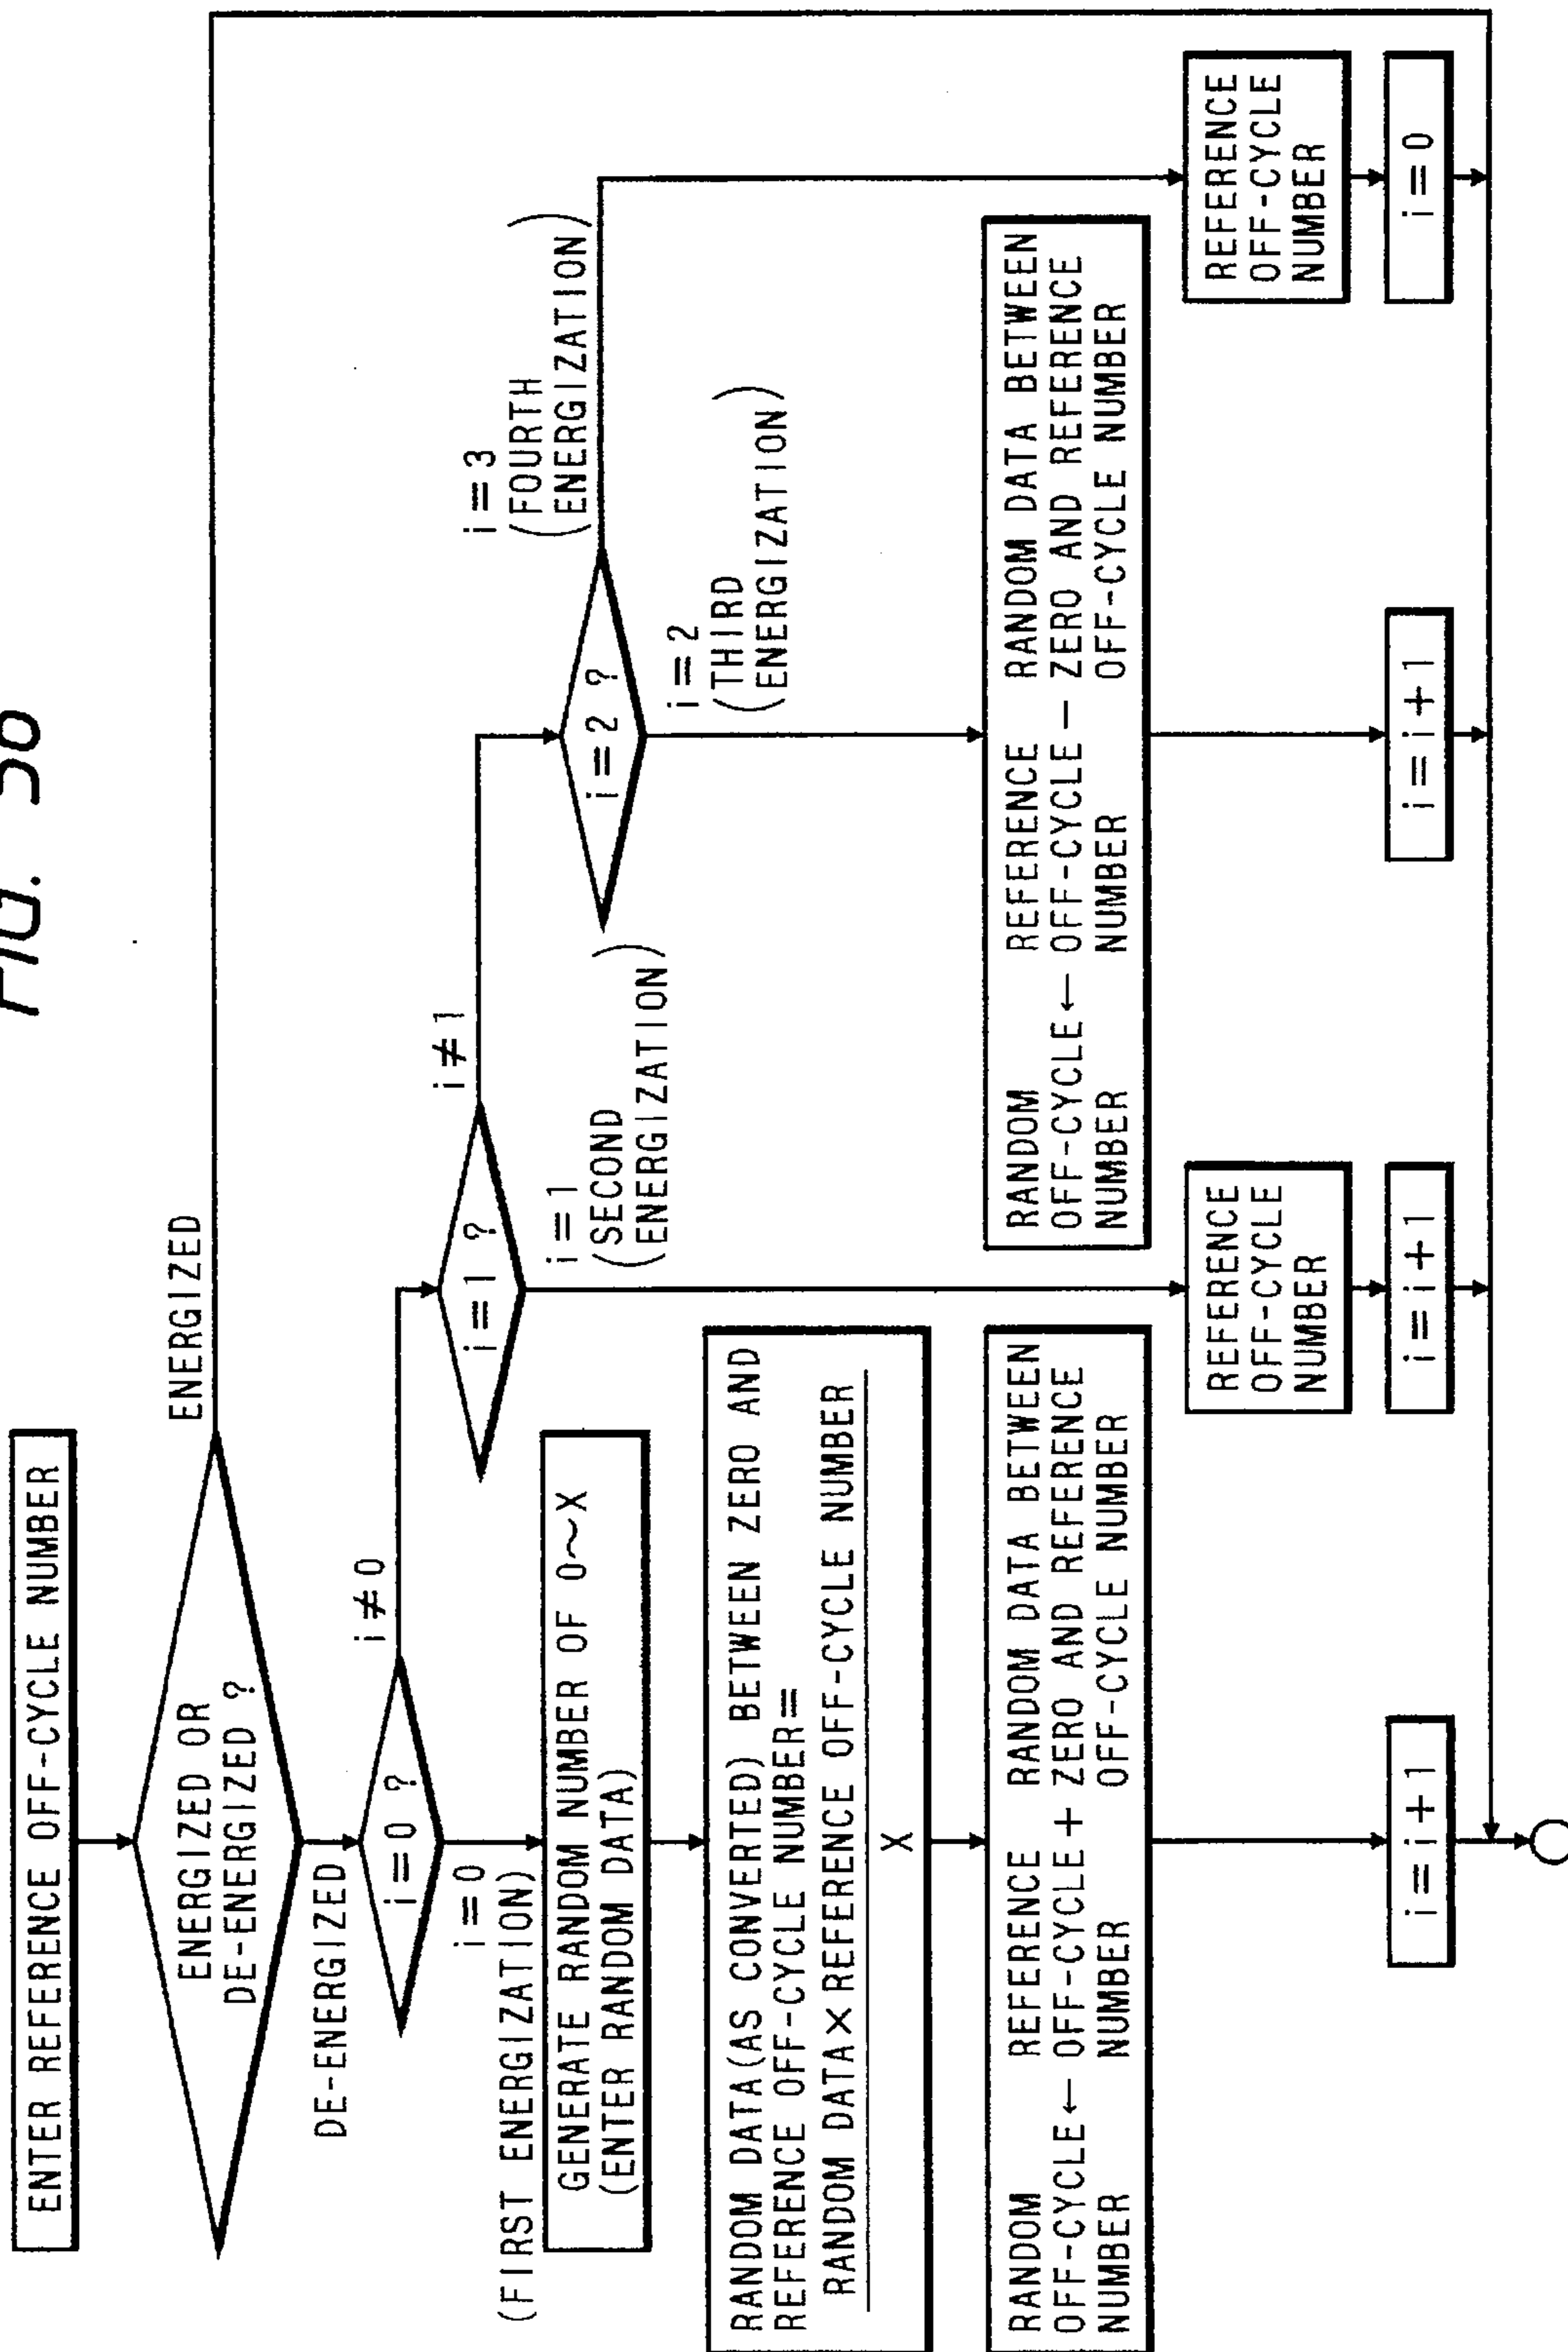 FIG. 38
ENTER REFERENCE OFF-CYCLE NUMBER
ENERGIZED OR
DE-ENERGIZED ?
ENERGIZED
DE-ENERGIZED
i=0 ?
i≠0
i=0
(FIRST ENERGIZATION)
i=1 ?
i≠1
i=1
(SECOND
ENERGIZATION)
i=2 ?
i=3
(FOURTH
ENERGIZATION)
i=2
(THIRD
ENERGIZATION)
GENERATE RANDOM NUMBER OF 0~X
(ENTER RANDOM DATA)
RANDOM DATA(AS CONVERTED) BETWEEN ZERO AND
REFERENCE OFF-CYCLE NUMBER=
RANDOM DATA×REFERENCE OFF-CYCLE NUMBER
X
RANDOM REFERENCE RANDOM DATA BETWEEN
OFF-CYCLE← OFF-CYCLE + ZERO AND REFERENCE
NUMBER NUMBER OFF-CYCLE NUMBER
i=i+1
REFERENCE
OFF-CYCLE
NUMBER
i=i+1
RANDOM REFERENCE RANDOM DATA BETWEEN
OFF-CYCLE← OFF-CYCLE − ZERO AND REFERENCE
NUMBER NUMBER OFF-CYCLE NUMBER
i=i+1
REFERENCE
OFF-CYCLE
NUMBER
i=0